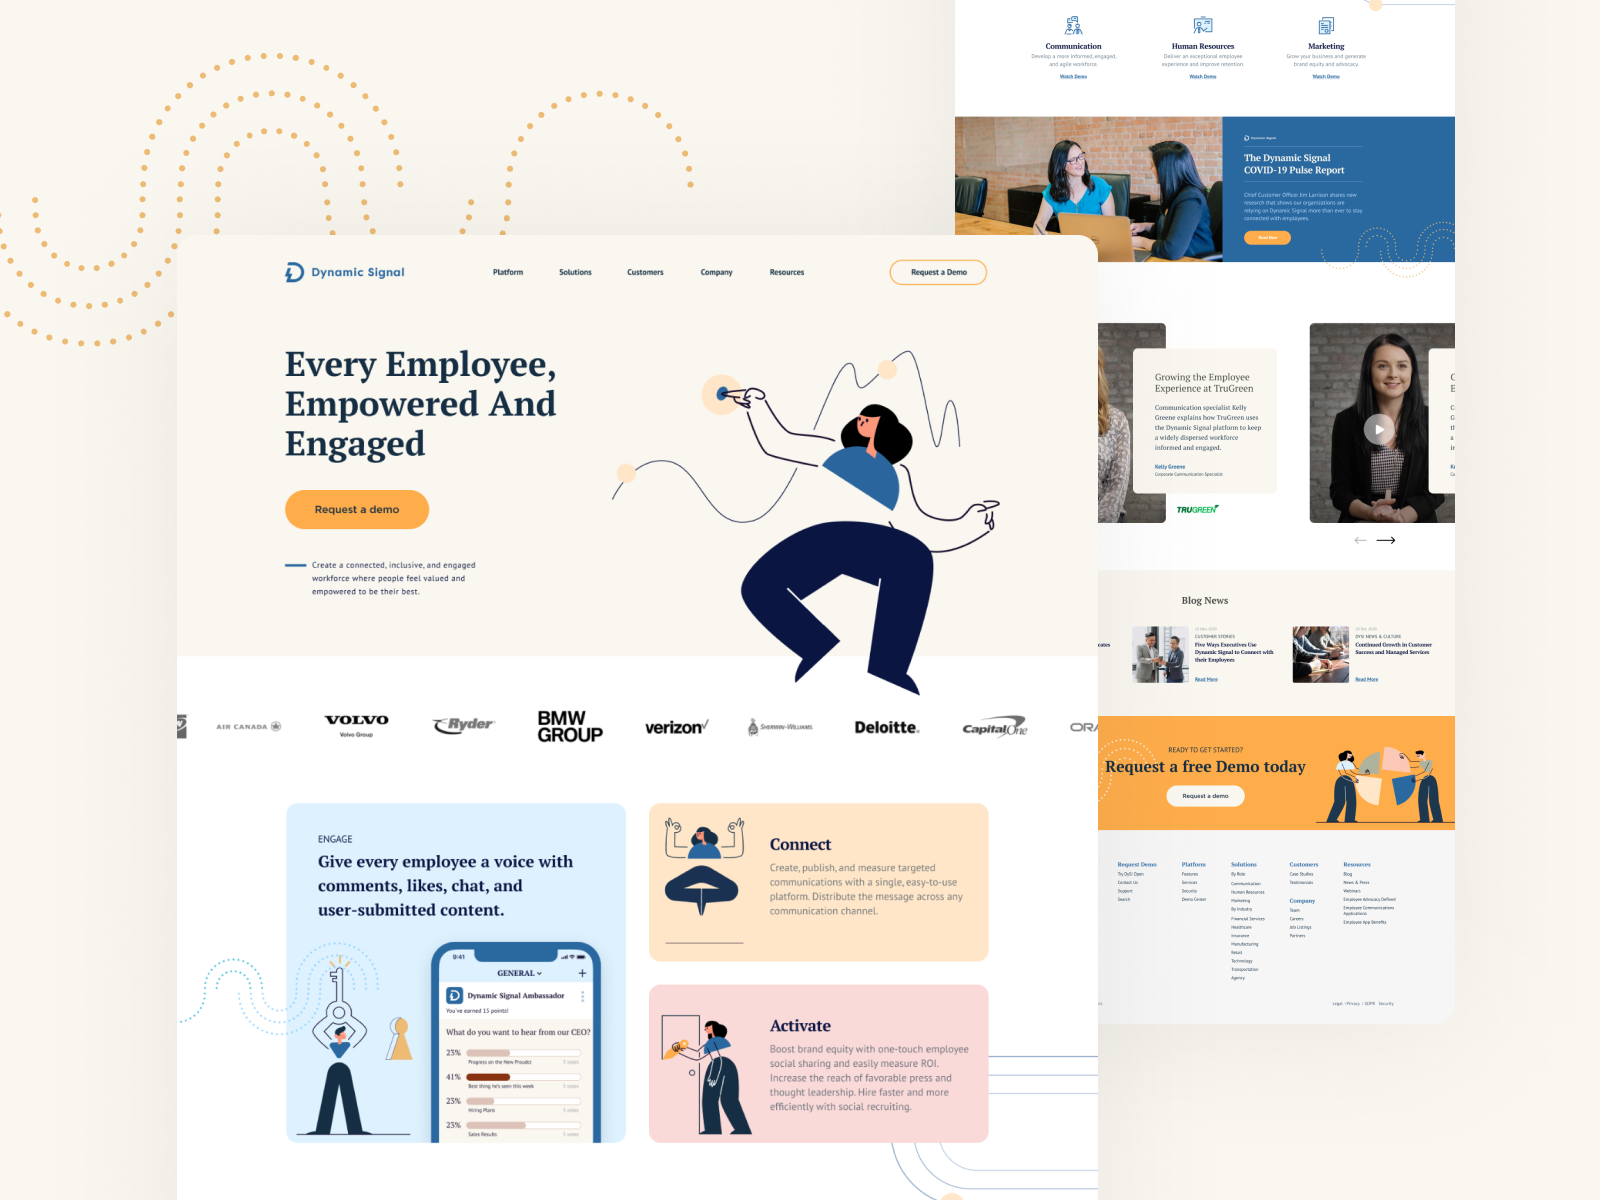 Communication
Develop a more informed, engaged,
and agile workforce.
Watch Demo
Human Resources
Deliver an exceptional employee
experience and improve retention.
Watch Demo
Marketing
Grow your business and generate
brand equity and advocacy.
Watch Demo
Dynamic Signal
The Dynamic Signal
COVID-19 Pulse Report
Chief Customer Officer Jim Larrison shares new
research that shows our organizations are
relying on Dynamic Signal more than ever to stay
connected with employees.
Read Now
Dynamic Signal
Platform
Solutions
Customers
Company
Resources
Request a Demo
Every Employee,
Empowered And
Engaged
Request a demo
Create a connected, inclusive, and engaged
workforce where people feel valued and
empowered to be their best.
AIR CANADA
VOLVO
Volvo Group
Ryder
BMW
GROUP
verizon
SHERWIN-WILLIAMS
Deloitte.
Capital One
ORA
ENGAGE
Give every employee a voice with
comments, likes, chat, and
user-submitted content.
9:41
GENERAL
Dynamic Signal Ambassador
You've earned 15 points!
What do you want to hear from our CEO?
23%
Progress on the New Proudct
3 votes
41%
Best thing he's seen this week
23%
Hiring Plans
23%
Sales Results
Connect
Create, publish, and measure targeted
communications with a single, easy-to-use
platform. Distribute the message across any
communication channel.
Activate
Boost brand equity with one-touch employee
social sharing and easily measure ROI.
Increase the reach of favorable press and
thought leadership. Hire faster and more
efficiently with social recruiting.
Growing the Employee
Experience at TruGreen
Communication specialist Kelly
Greene explains how TruGreen uses
the Dynamic Signal platform to keep
a widely dispersed workforce
informed and engaged.
Kelly Greene
Corporate Communication Specialist
TRUGREEN
Blog News
CUSTOMER STORIES
Five Ways Executives Use
Dynamic Signal to Connect with
their Employees
Read More
DYSI NEWS & CULTURE
Continued Growth in Customer
Success and Managed Services
Read More
READY TO GET STARTED?
Request a free Demo today
Request a demo
Request Demo
Try DySi Open
Contact Us
Support
Search
Platform
Features
Services
Security
Demo Center
Solutions
By Role
Communication
Human Resources
Marketing
By Industry
Financial Services
Healthcare
Insurance
Manufacturing
Retail
Technology
Transportation
Agency
Customers
Case Studies
Testimonials
Company
Team
Careers
Job Listings
Partners
Resources
Blog
News & Press
Webinars
Employee Advocacy Defined
Employee Communications
Applications
Employee App Benefits
Legal | Privacy | GDPR Security